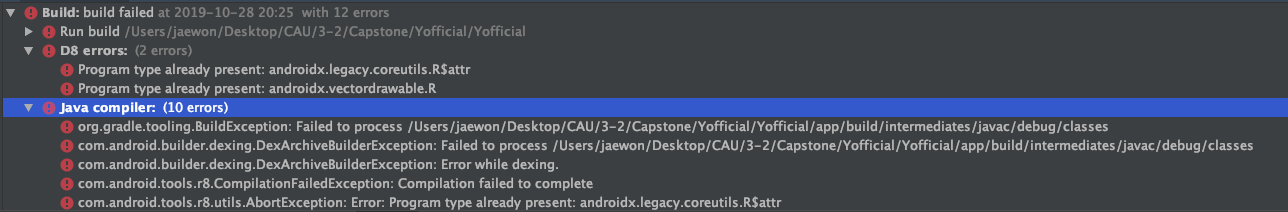 Build: build failed at 2019-10-28 20:25 with 12 errors
Run build /Users/jaewon/Desktop/CAU/3-2/Capstone/Yofficial/Yofficial
D8 errors: (2 errors)
Program type already present: androidx.legacy.coreutils.R$attr
Program type already present: androidx.vectordrawable.R
Java compiler: (10 errors)
org.gradle.tooling.BuildException: Failed to process /Users/jaewon/Desktop/CAU/3-2/Capstone/Yofficial/Yofficial/app/build/intermediates/javac/debug/classes
com.android.builder.dexing.DexArchiveBuilderException: Failed to process /Users/jaewon/Desktop/CAU/3-2/Capstone/Yofficial/Yofficial/app/build/intermediates/javac/debug/classes
com.android.builder.dexing.DexArchiveBuilderException: Error while dexing.
com.android.tools.r8.CompilationFailedException: Compilation failed to complete
com.android.tools.r8.utils.AbortException: Error: Program type already present: androidx.legacy.coreutils.R$attr